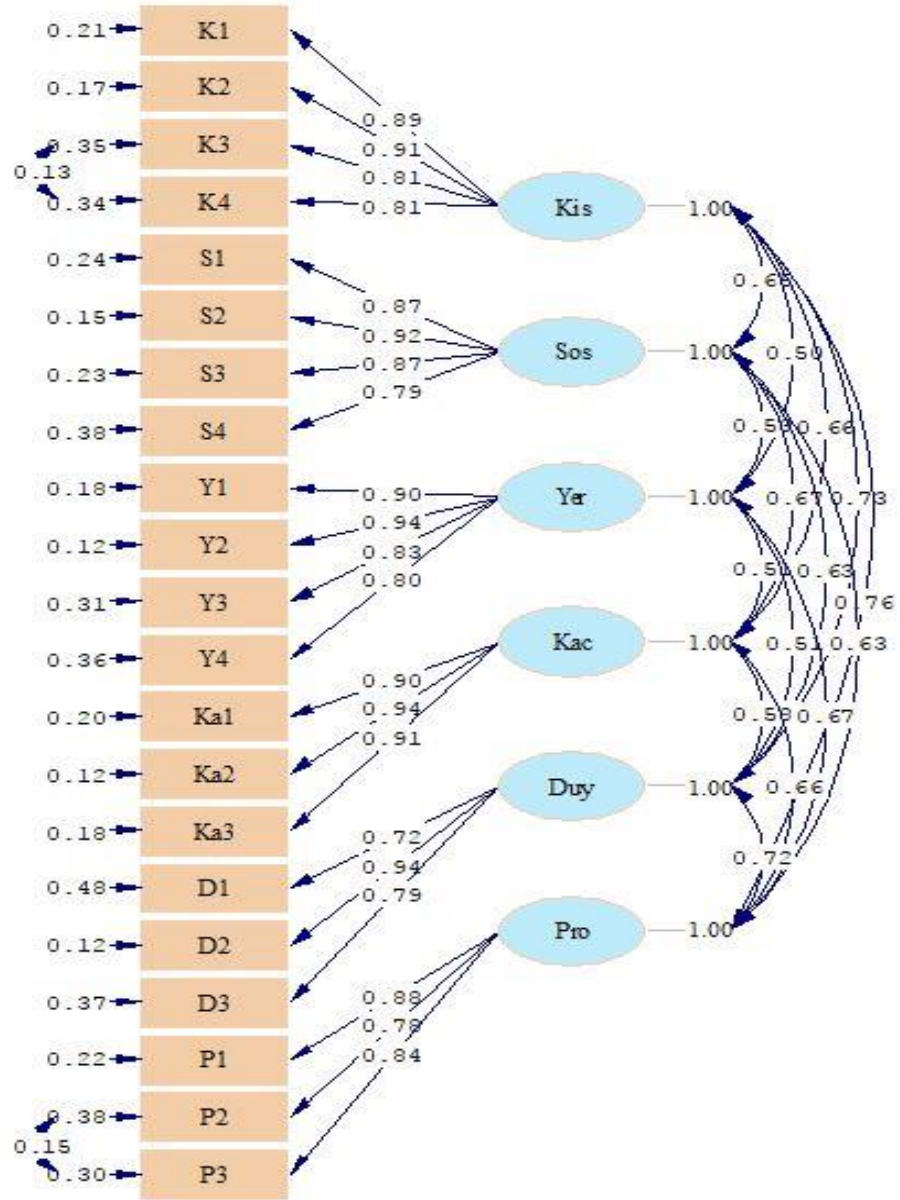 0.21 K1
0.17 K2
0.89
0.35 K3
0.91
0.13
0.81
0.34 K4
0.81
Kis 1.00
0.24 S1
0.87
0.15 S2
0.92
0.23 S3
0.87
Sos 1.00 0.50
0.79
0.38 S4
0.66
0.18 Y1
0.90
Yer 1.00 0.67 0.73
0.12 Y2
0.94
0.83
0.63
0.31 Y3
0.80
0.76
0.36 Y4
Kac 1.00 0.51 0.63
0.90
0.20 Ka1
0.94
0.67
0.91
0.12 Ka2
Duy 1.00 0.66
0.18 Ka3
0.72
0.72
0.94
0.48 D1
0.79
Pro 1.00
0.12 D2
0.37 D3
0.88
0.78
0.22 P1
0.84
0.38 P2
0.15
0.30 P3